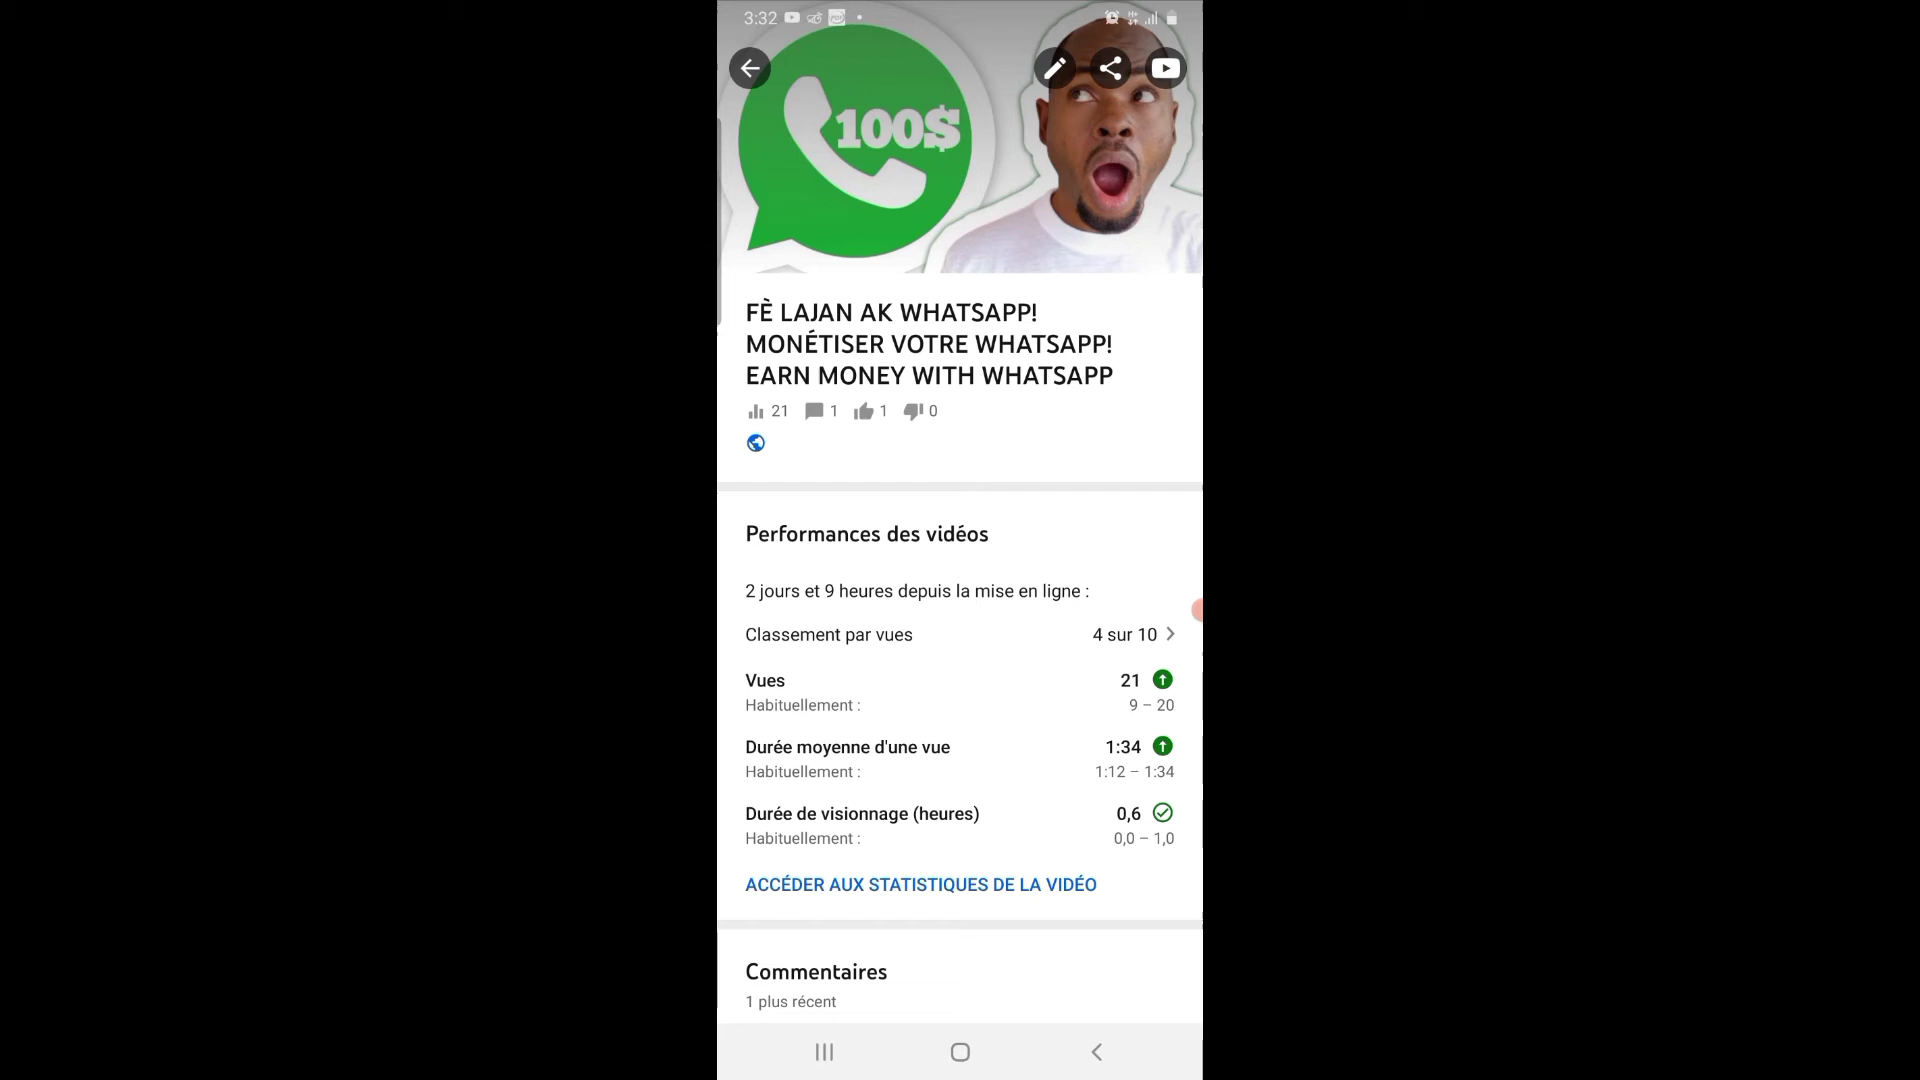 3:32
100$
FÈ LAJAN AK WHATSAPP!
MONÉTISER VOTRE WHATSAPP!
EARN MONEY WITH WHATSAPP
21 1 1 0
Performances des vidéos
2 jours et 9 heures depuis la mise en ligne :
Classement par vues 4 sur 10
Vues 21
Habituellement : 9 – 20
Durée moyenne d'une vue 1:34
Habituellement : 1:12 – 1:34
Durée de visionnage (heures) 0,6
Habituellement : 0,0 – 1,0
ACCÉDER AUX STATISTIQUES DE LA VIDÉO
Commentaires
1 plus récent